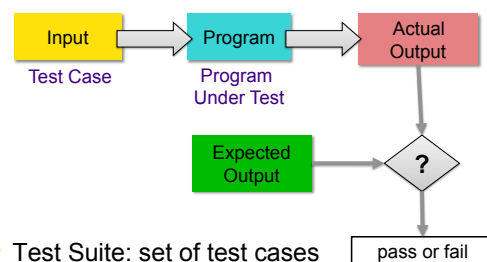 Input
Program
Actual
Output
Test Case
Program
Under Test
Expected
Output
?
Test Suite: set of test cases
pass or fail